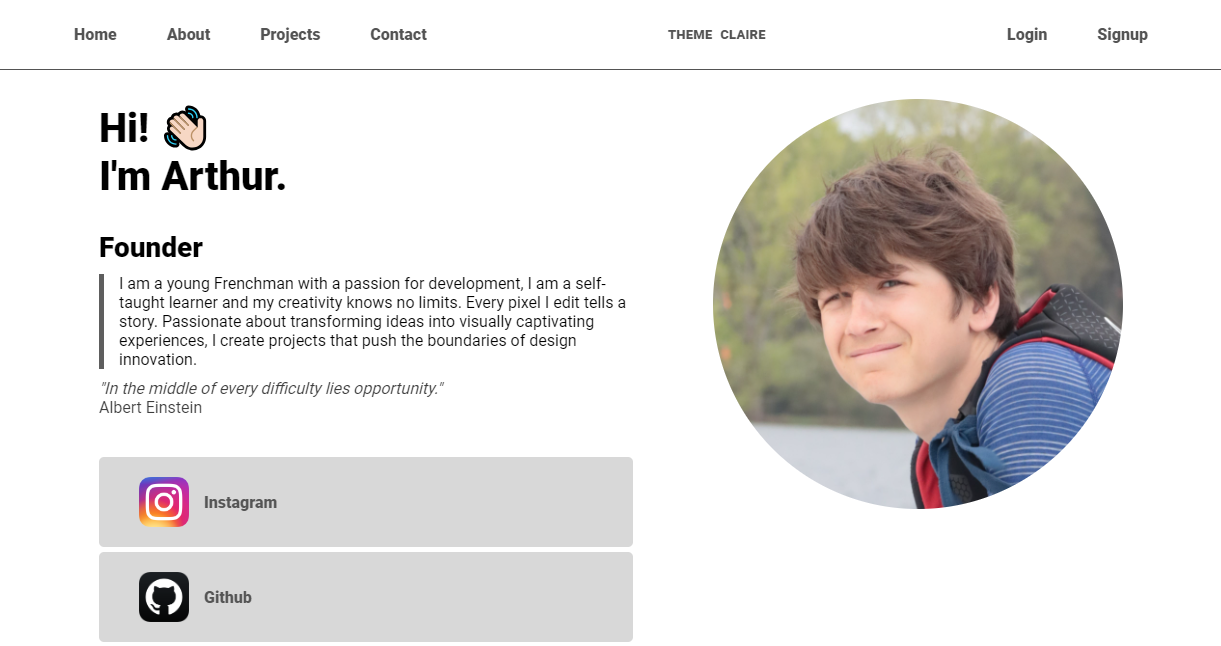 Home About Projects Contact THEME CLAIRE Login Signup
Hi! 👋🏻
I'm Arthur.
Founder
I am a young Frenchman with a passion for development, I am a self-
taught learner and my creativity knows no limits. Every pixel I edit tells a
story. Passionate about transforming ideas into visually captivating
experiences, I create projects that push the boundaries of design
innovation.
"In the middle of every difficulty lies opportunity."
Albert Einstein
Instagram
Github